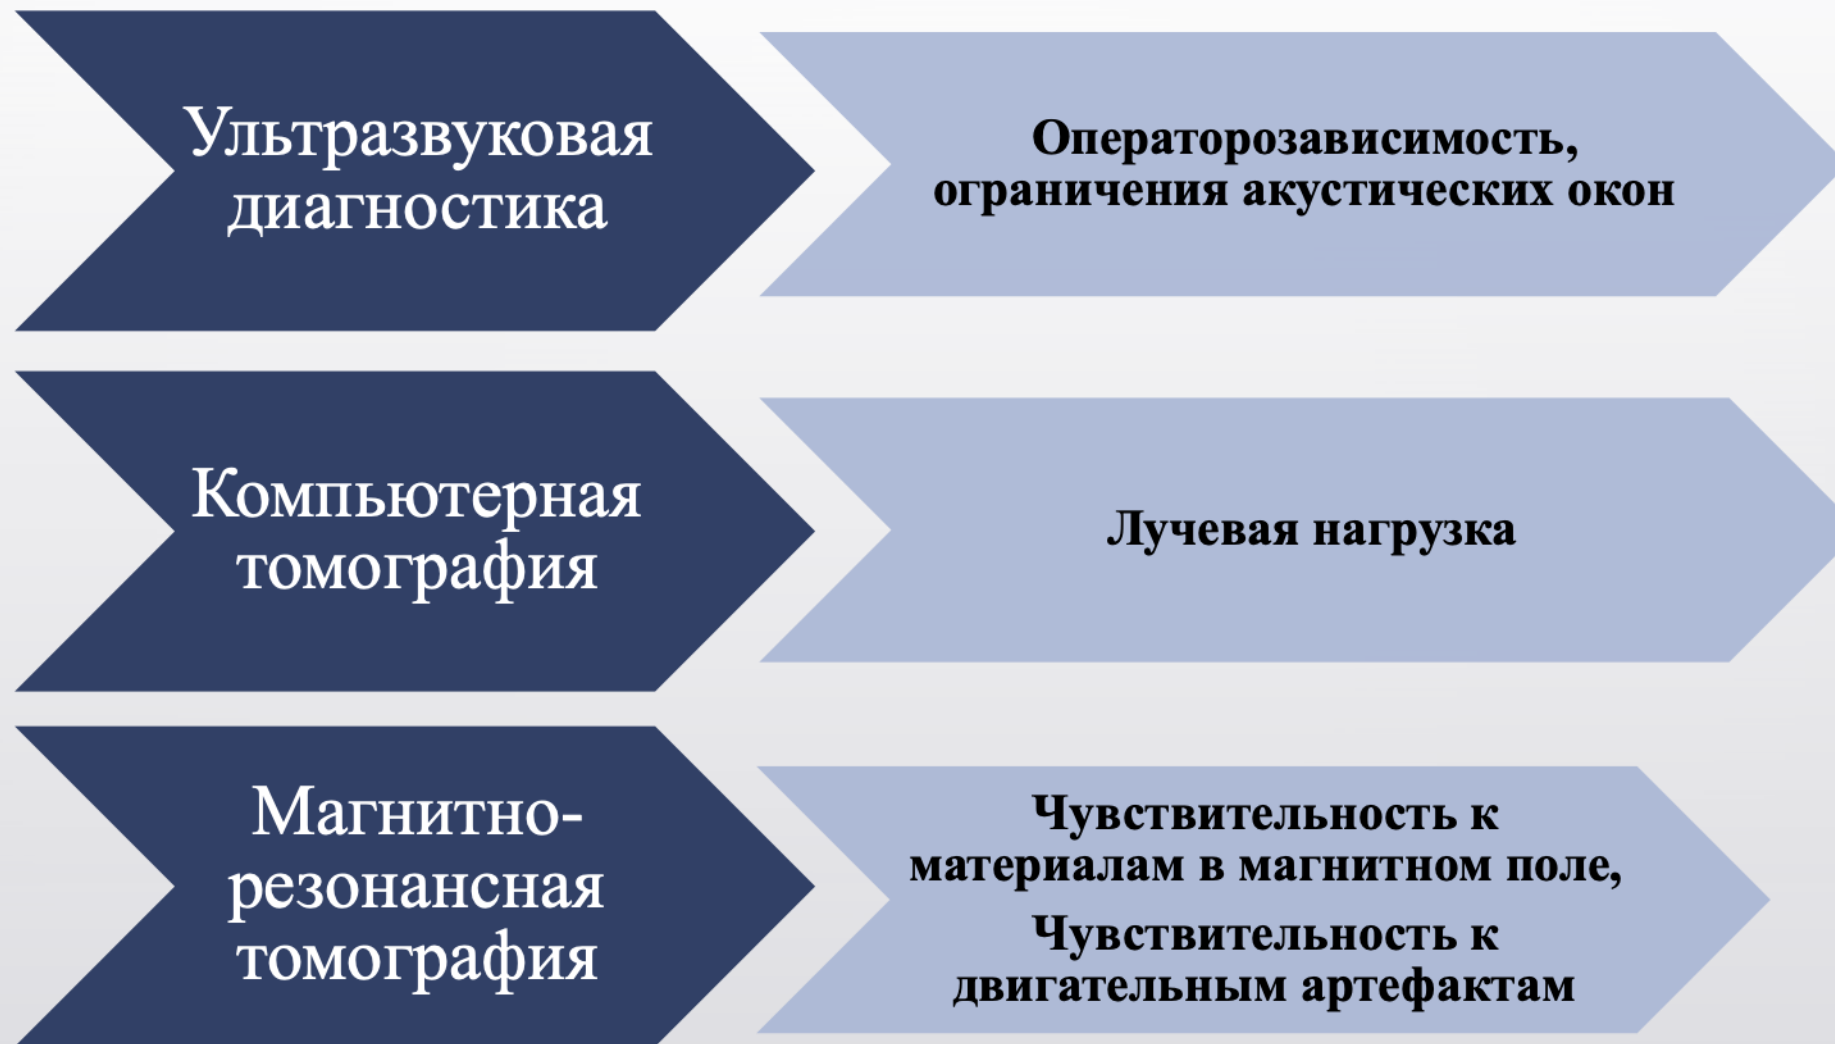 Ультразвуковая
диагностика
Операторозависимость,
ограничения акустических окон
Компьютерная
томография
Лучевая нагрузка
Магнитно-
резонансная
томография
Чувствительность к
материалам в магнитном поле,
Чувствительность к
двигательным артефактам